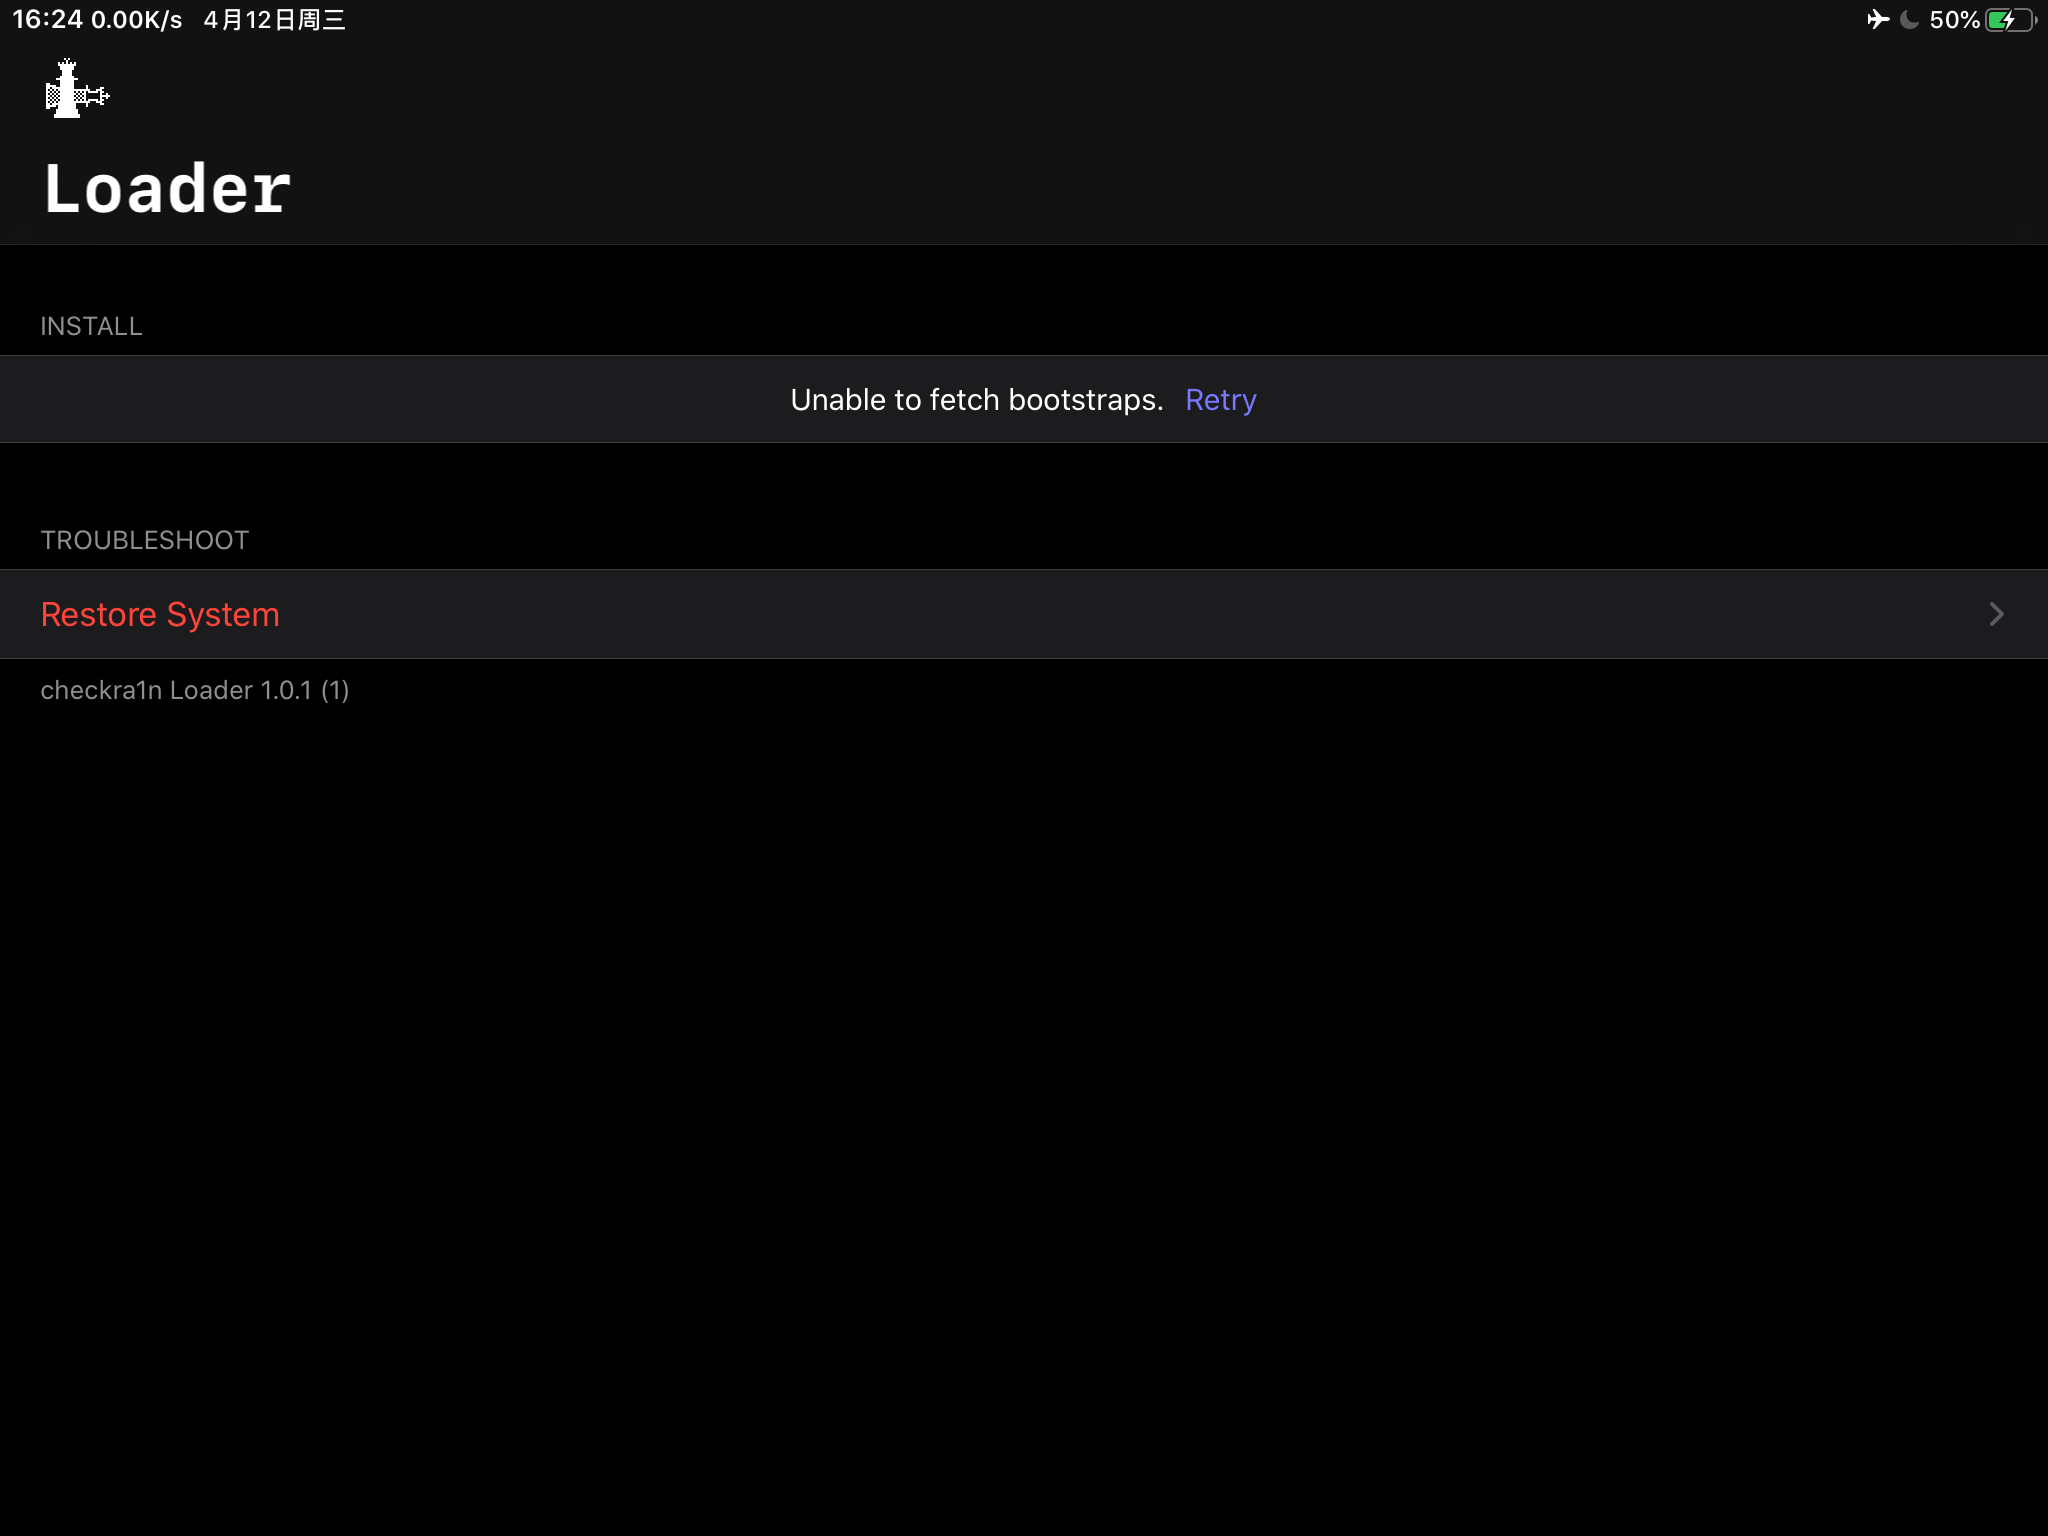 16:24 0.00K/s 4月12日周三 50%
Loader
INSTALL
Unable to fetch bootstraps. Retry
TROUBLESHOOT
Restore System
checkra1n Loader 1.0.1 (1)